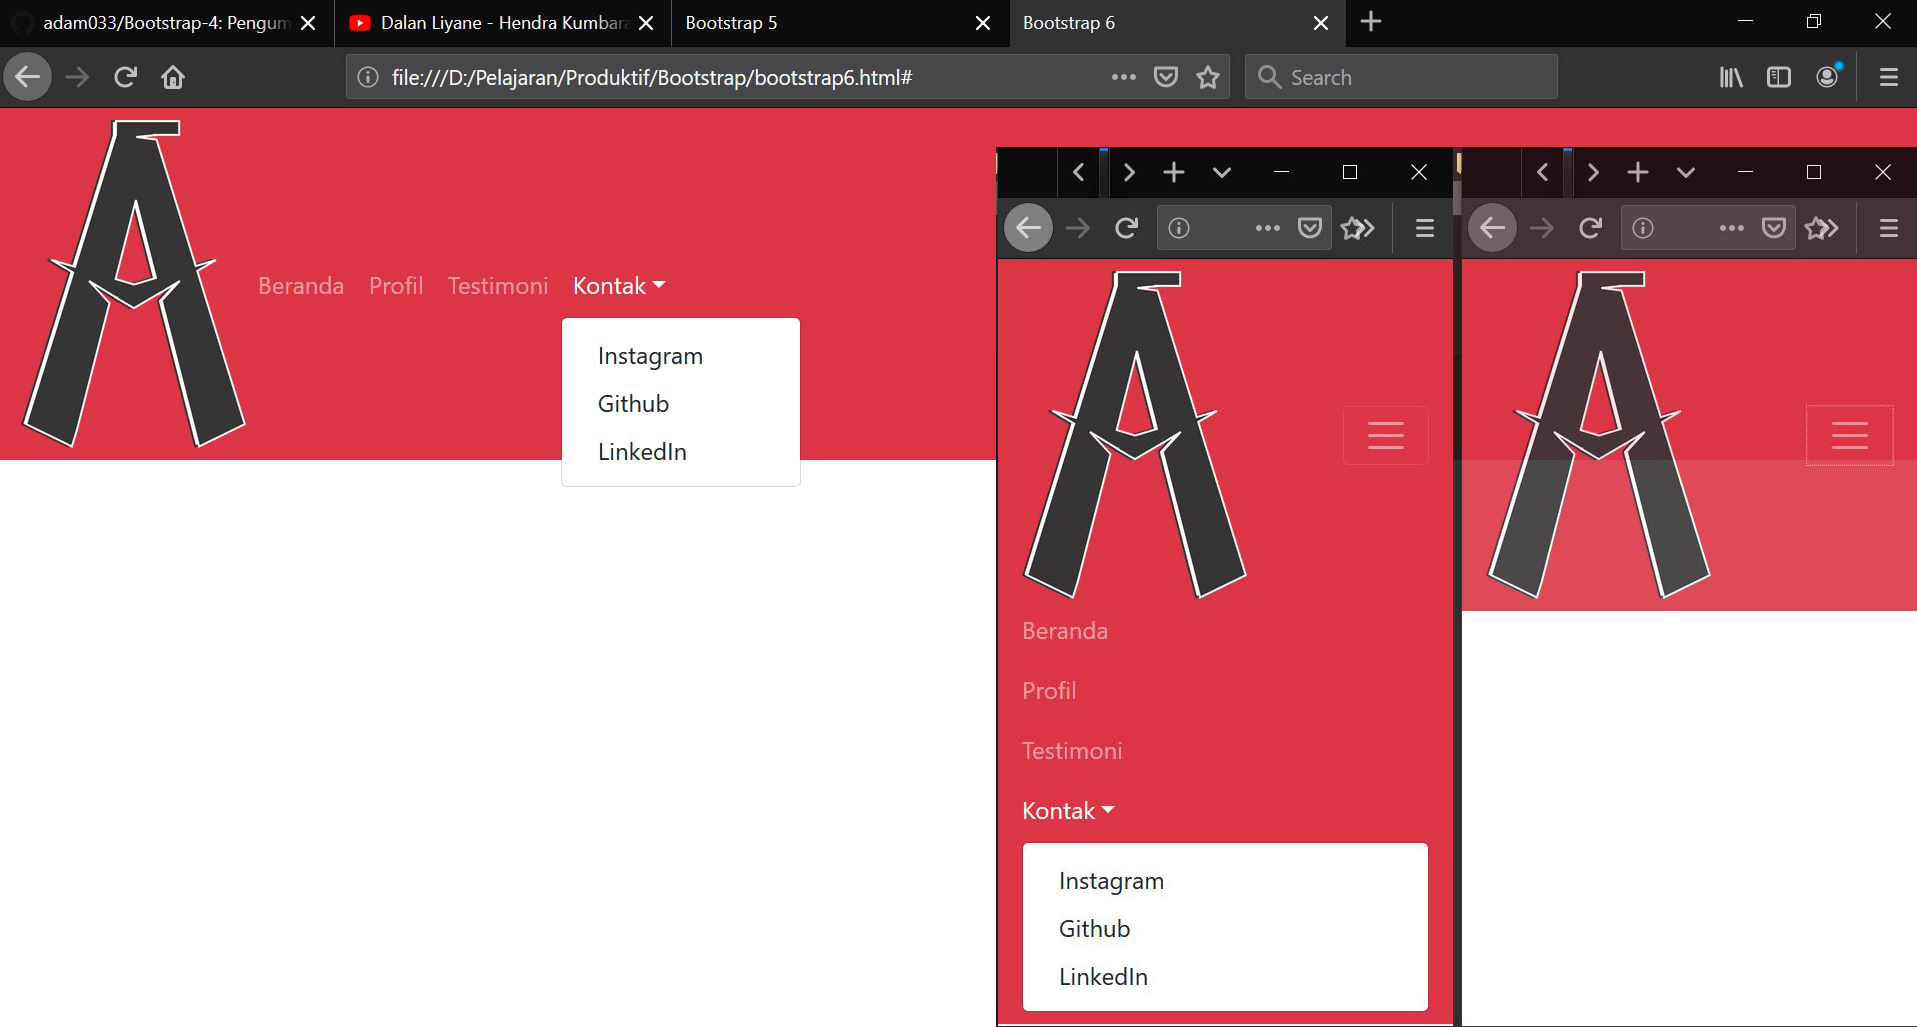 adam033/Bootstrap-4: Pengum
Dalan Liyane - Hendra Kumbara
Bootstrap 5
Bootstrap 6
file:///D:/Pelajaran/Produktif/Bootstrap/bootstrap6.html#
Search
Beranda Profil Testimoni Kontak
Instagram
Github
LinkedIn
Beranda
Profil
Testimoni
Kontak
Instagram
Github
LinkedIn